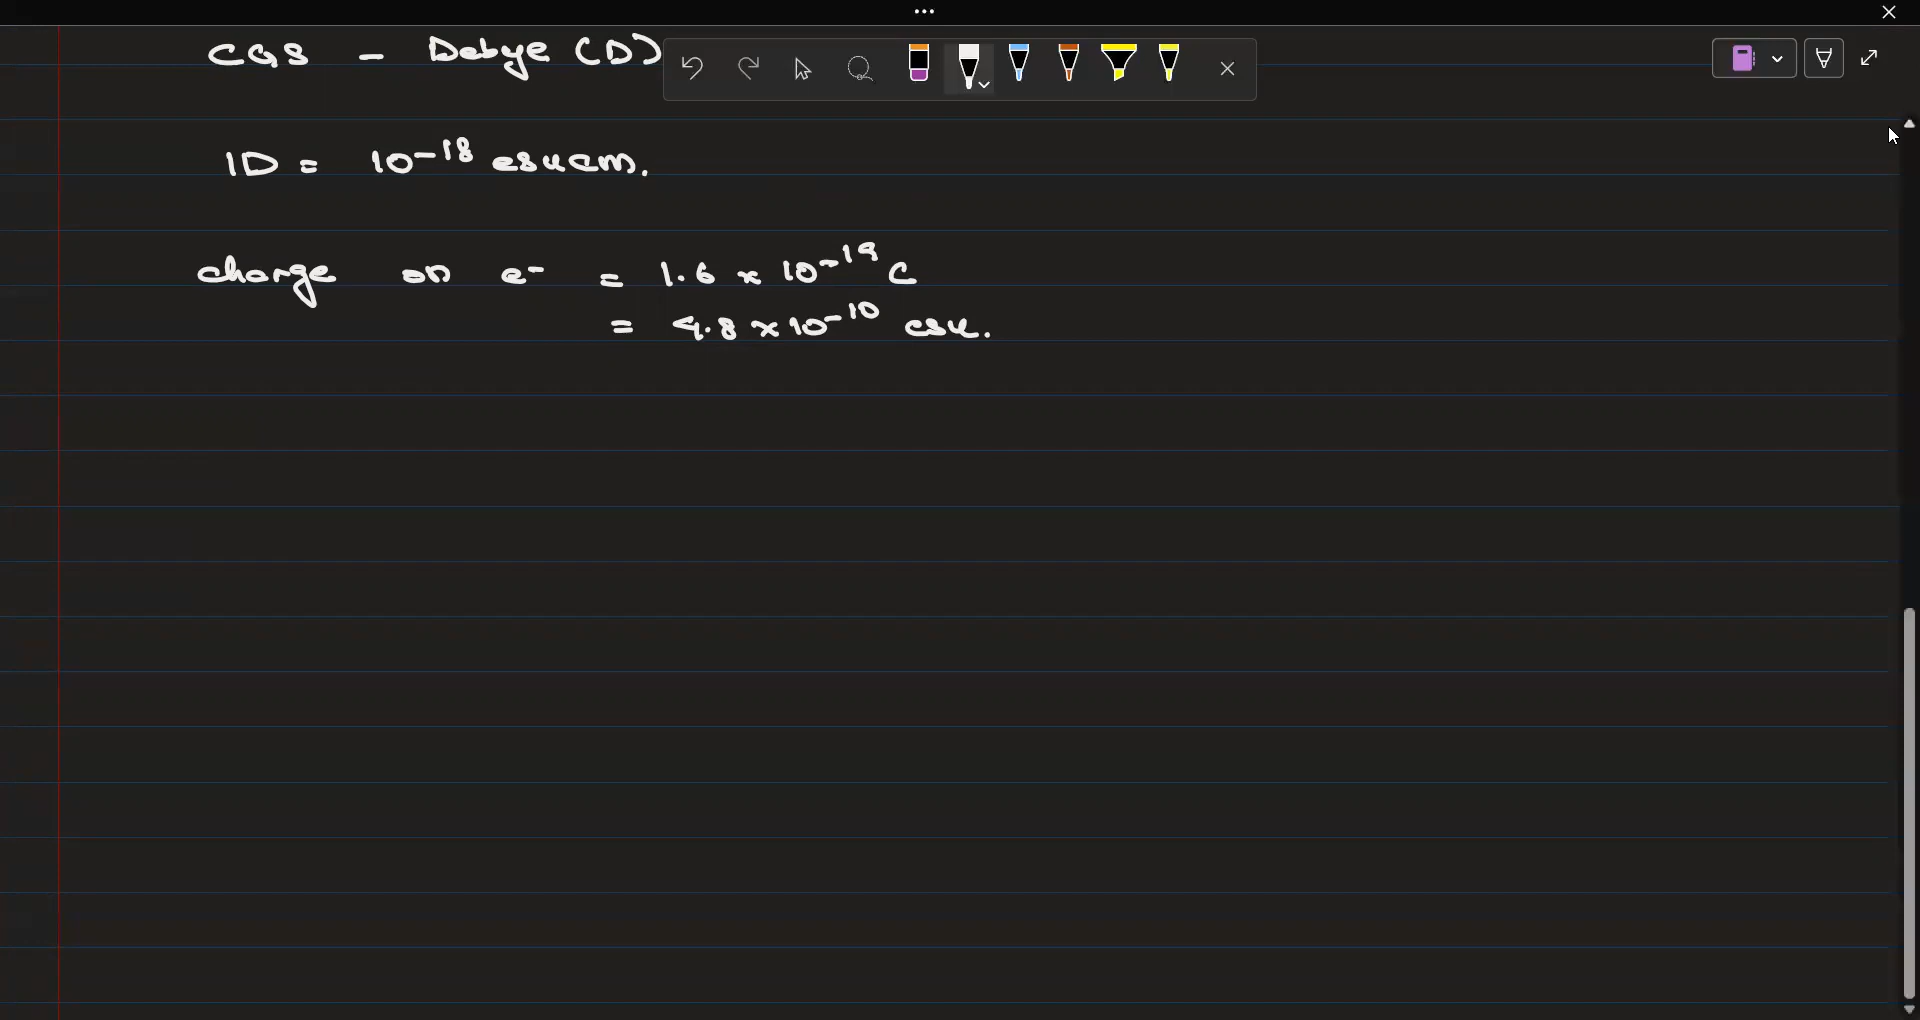 CGS - Debye (D)
1D = 10⁻¹⁸ esu cm.
charge on e⁻ = 1.6 × 10⁻¹⁹ C
= 4.8 × 10⁻¹⁰ esu.